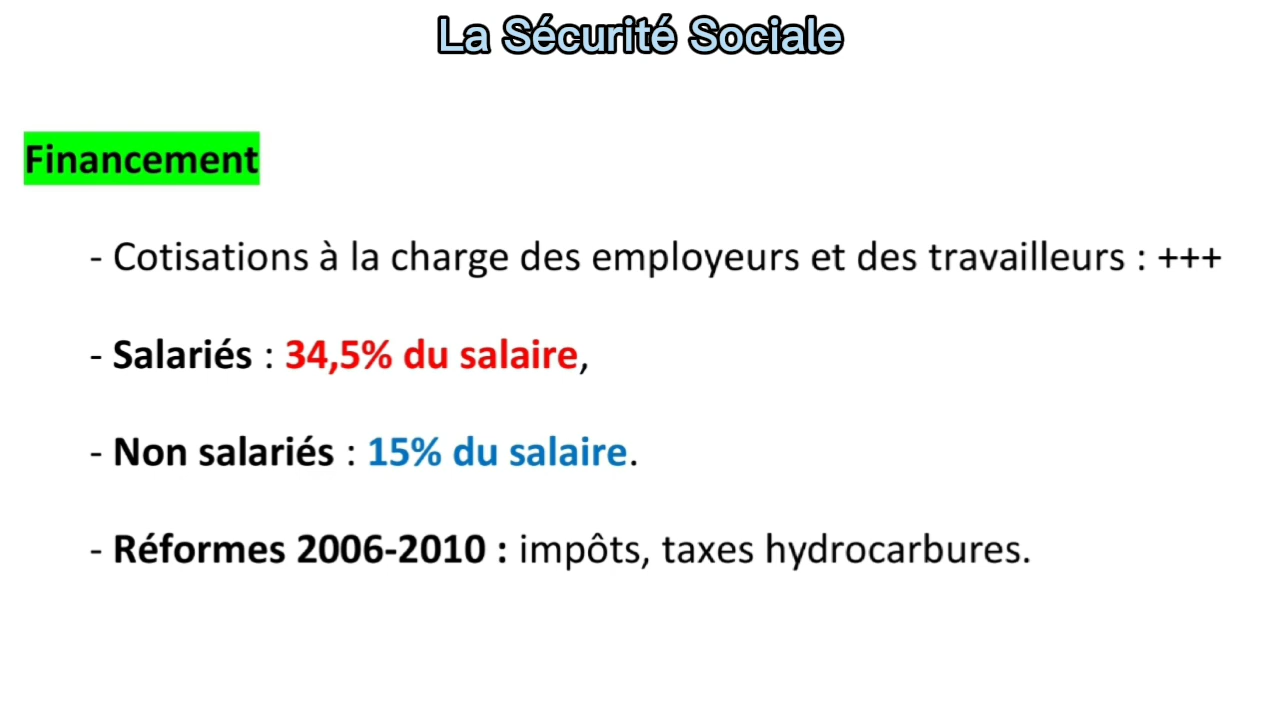 La Sécurité Sociale
Financement
- Cotisations à la charge des employeurs et des travailleurs : +++
- Salariés : 34,5% du salaire,
- Non salariés : 15% du salaire.
- Réformes 2006-2010 : impôts, taxes hydrocarbures.